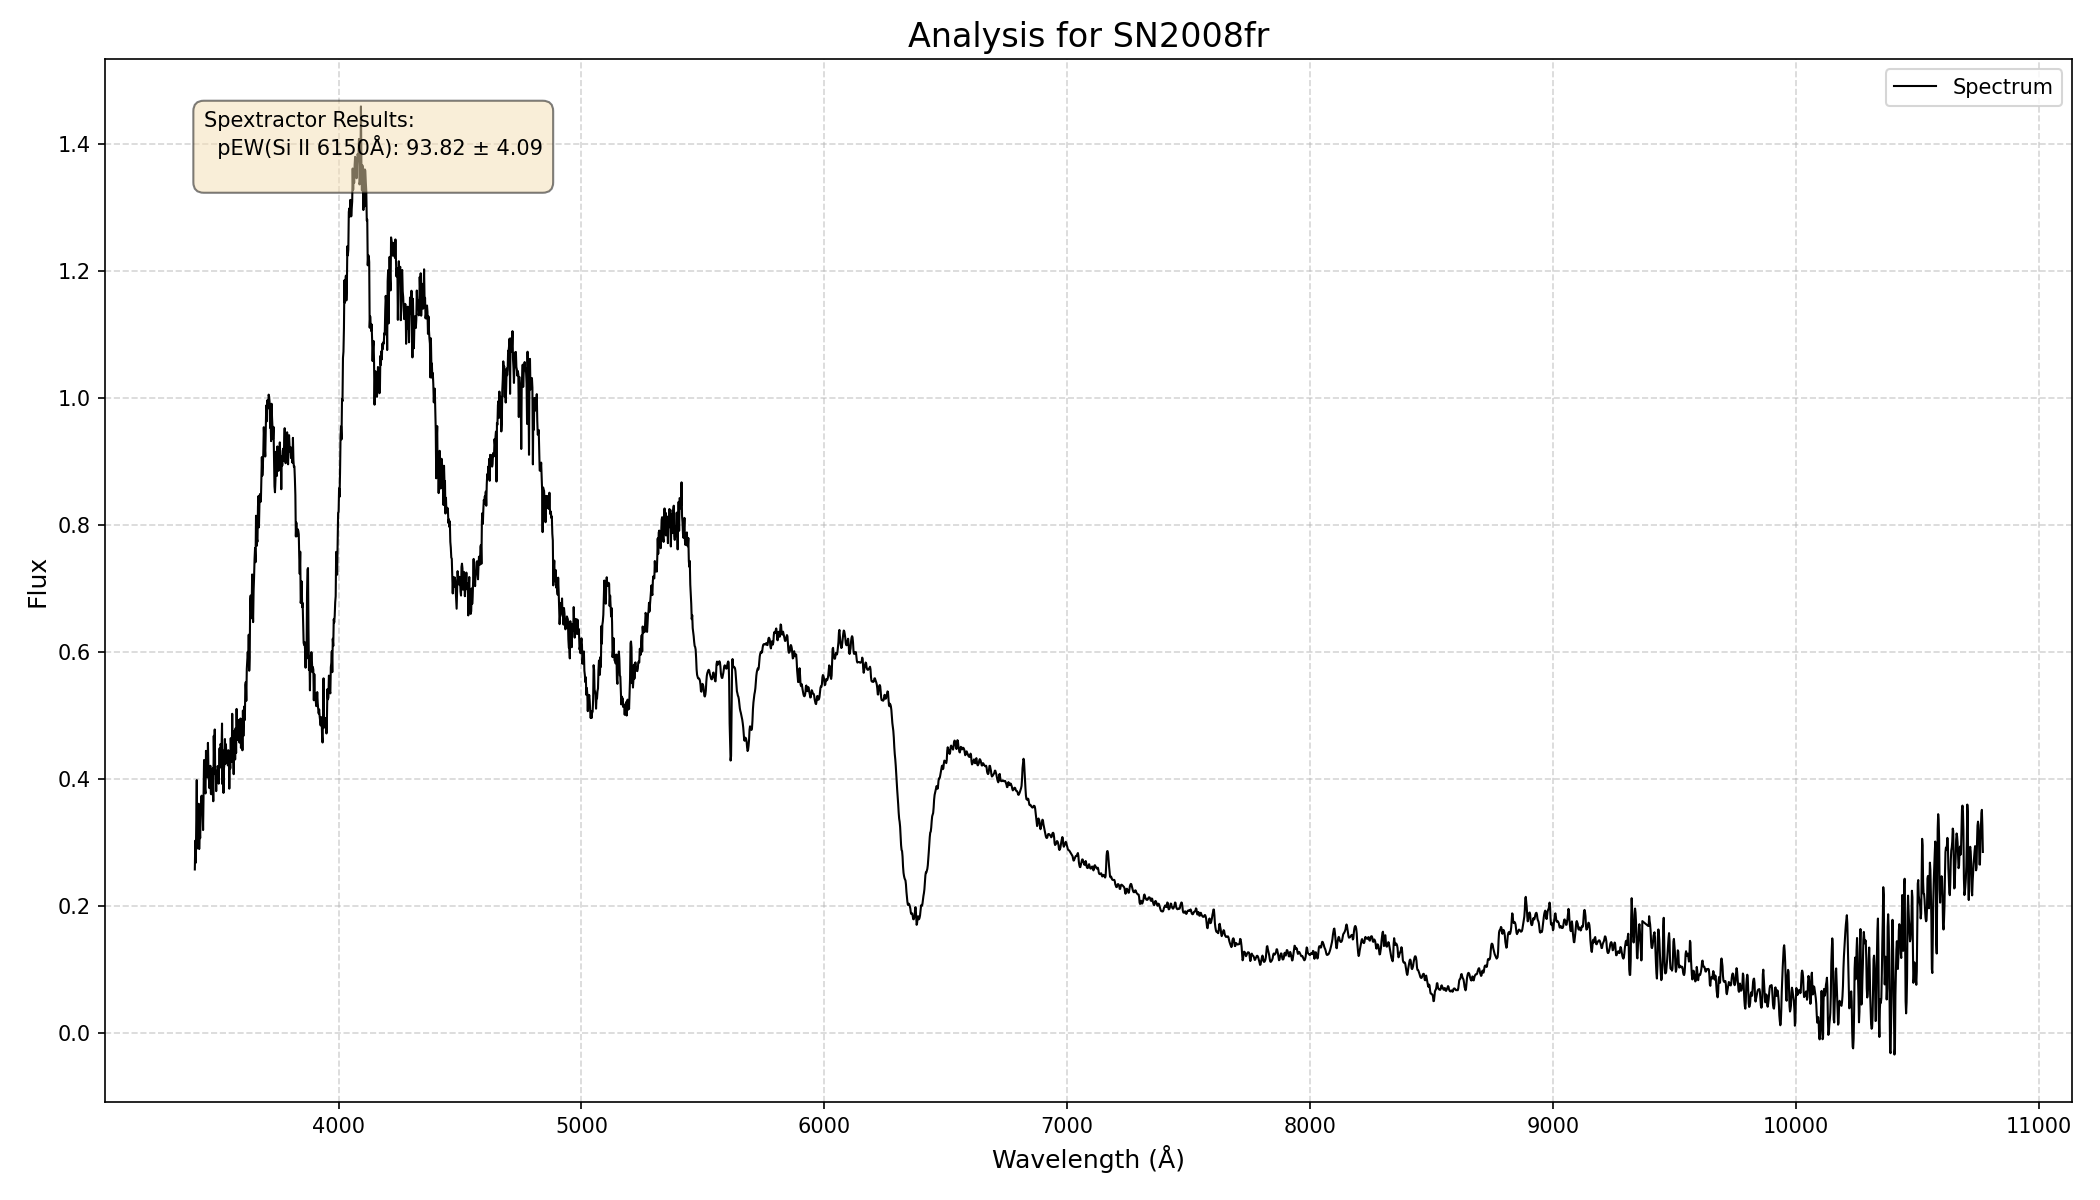 Analysis for SN2008fr
Spectrum
Spextractor Results:
pEW(Si II 6150Å): 93.82 ± 4.09
Flux
1.4
1.2
1.0
0.8
0.6
0.4
0.2
0.0
4000 5000 6000 7000 8000 9000 10000 11000
Wavelength (Å)